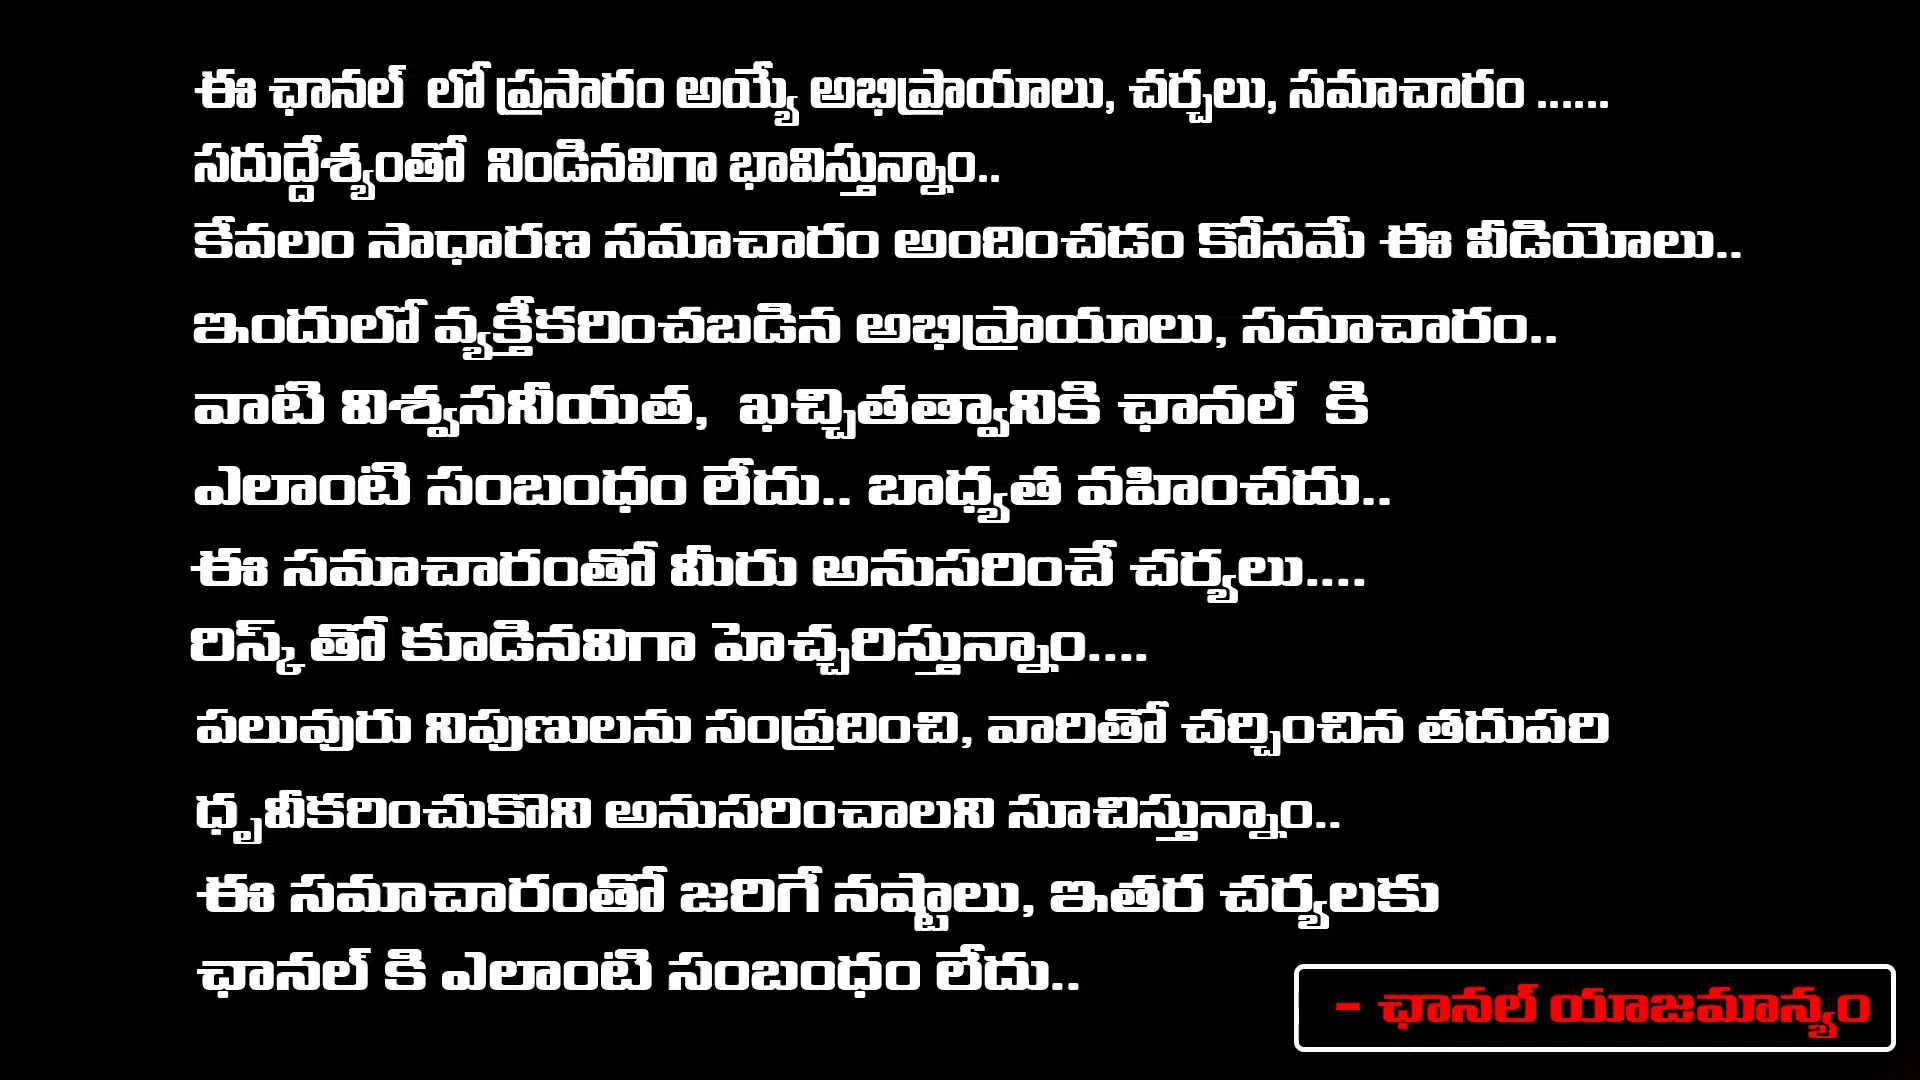 ఈ ఛానల్ లో ప్రసారం అయ్యే అభిప్రాయాలు, చర్చలు, సమాచారం ......
సదుద్దేశ్యంతో నిండినవిగా భావిస్తున్నాం..
కేవలం సాధారణ సమాచారం అందించడం కోసమే ఈ వీడియోలు..
ఇందులో వ్యక్తీకరించబడిన అభిప్రాయాలు, సమాచారం..
వాటి విశ్వసనీయత, ఖచ్చితత్వానికి ఛానల్ కి
ఎలాంటి సంబంధం లేదు.. బాధ్యత వహించదు..
ఈ సమాచారంతో మీరు అనుసరించే చర్యలు....
రిస్క్ తో కూడినవిగా హెచ్చరిస్తున్నాం....
పలువురు నిపుణులను సంప్రదించి, వారితో చర్చించిన తదుపరి
ధృవీకరించుకొని అనుసరించాలని సూచిస్తున్నాం..
ఈ సమాచారంతో జరిగే నష్టాలు, ఇతర చర్యలకు
ఛానల్ కి ఎలాంటి సంబంధం లేదు..
- ఛానల్ యాజమాన్యం